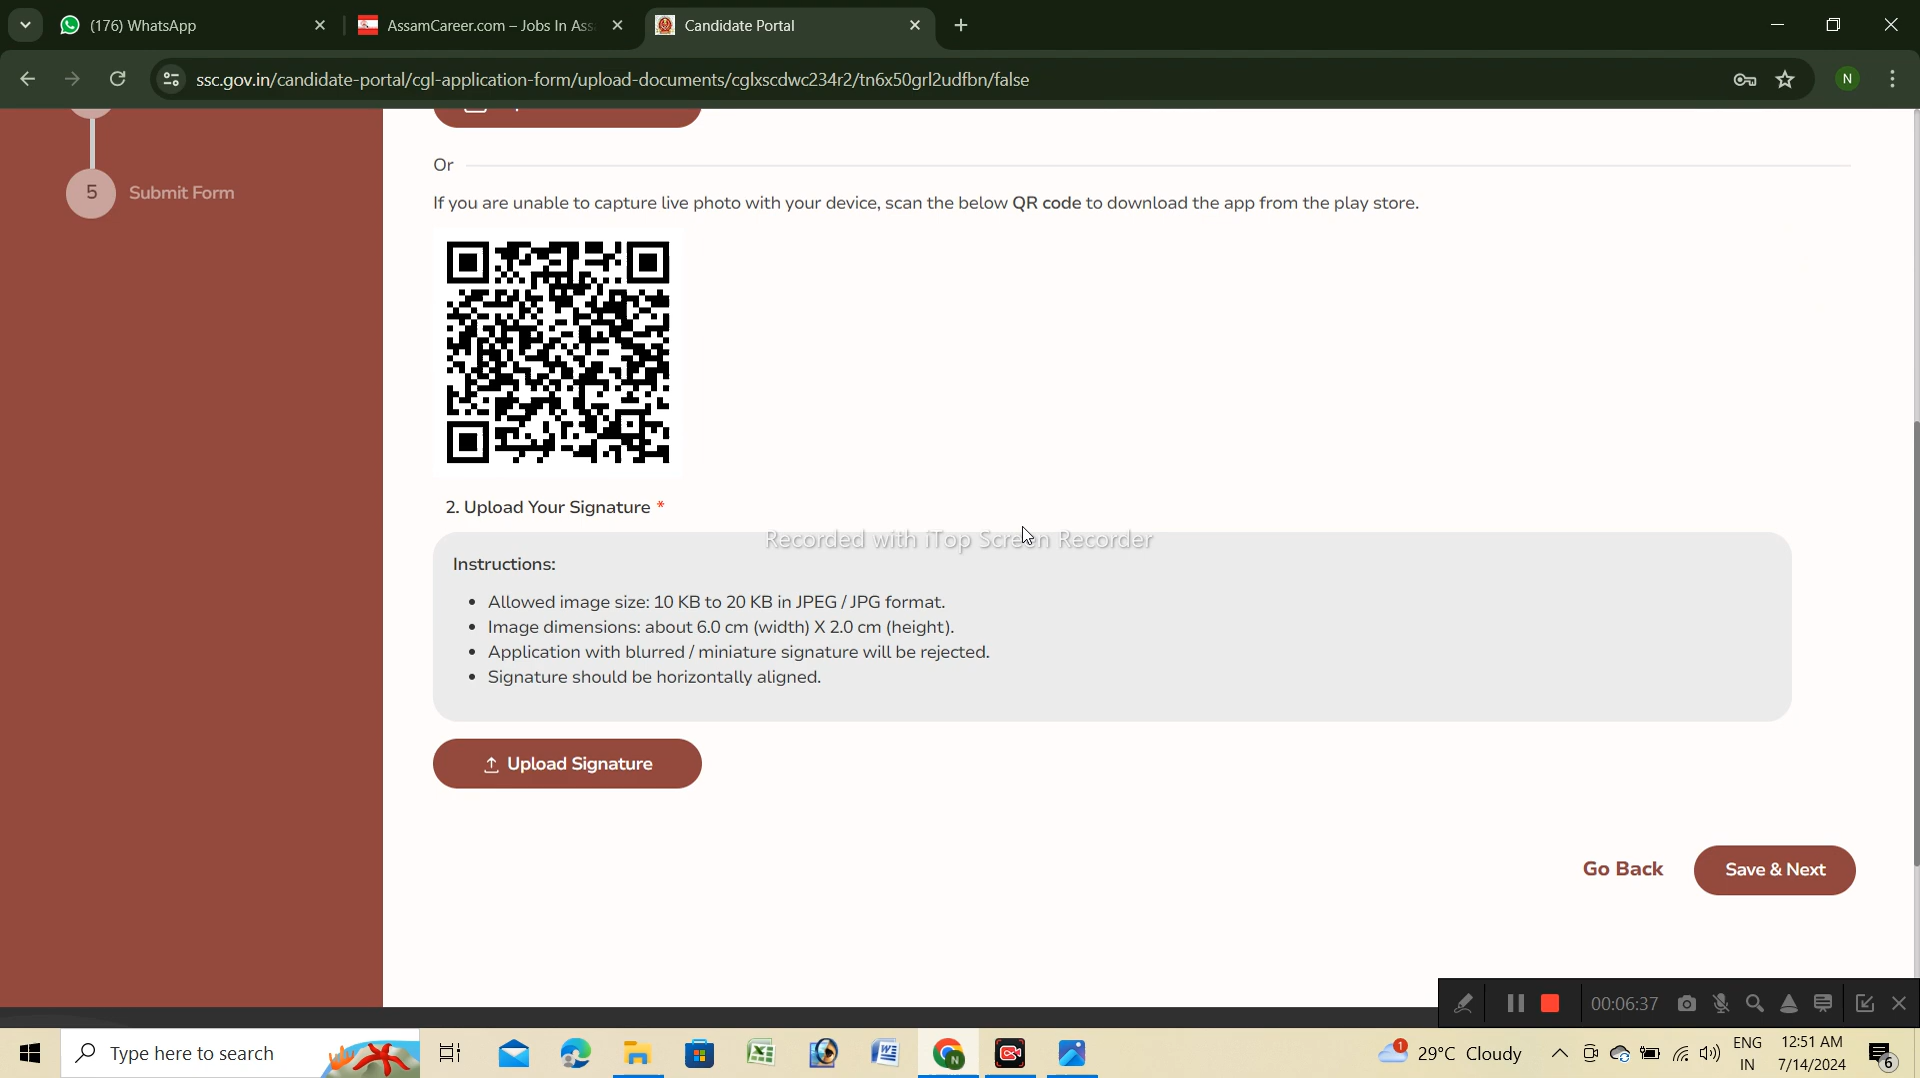 (176) WhatsApp
AssamCareer.com – Jobs In Ass
Candidate Portal
ssc.gov.in/candidate-portal/cgl-application-form/upload-documents/cglxscdwc234r2/tn6x50grl2udfbn/false
N
5 Submit Form
Or
If you are unable to capture live photo with your device, scan the below QR code to download the app from the play store.
2. Upload Your Signature *
Recorded with iTop Screen Recorder
Instructions:
• Allowed image size: 10 KB to 20 KB in JPEG / JPG format.
• Image dimensions: about 6.0 cm (width) X 2.0 cm (height).
• Application with blurred / miniature signature will be rejected.
• Signature should be horizontally aligned.
Upload Signature
Go Back
Save & Next
00:06:37
Type here to search
1
29°C Cloudy
ENG
IN
12:51 AM
7/14/2024
6